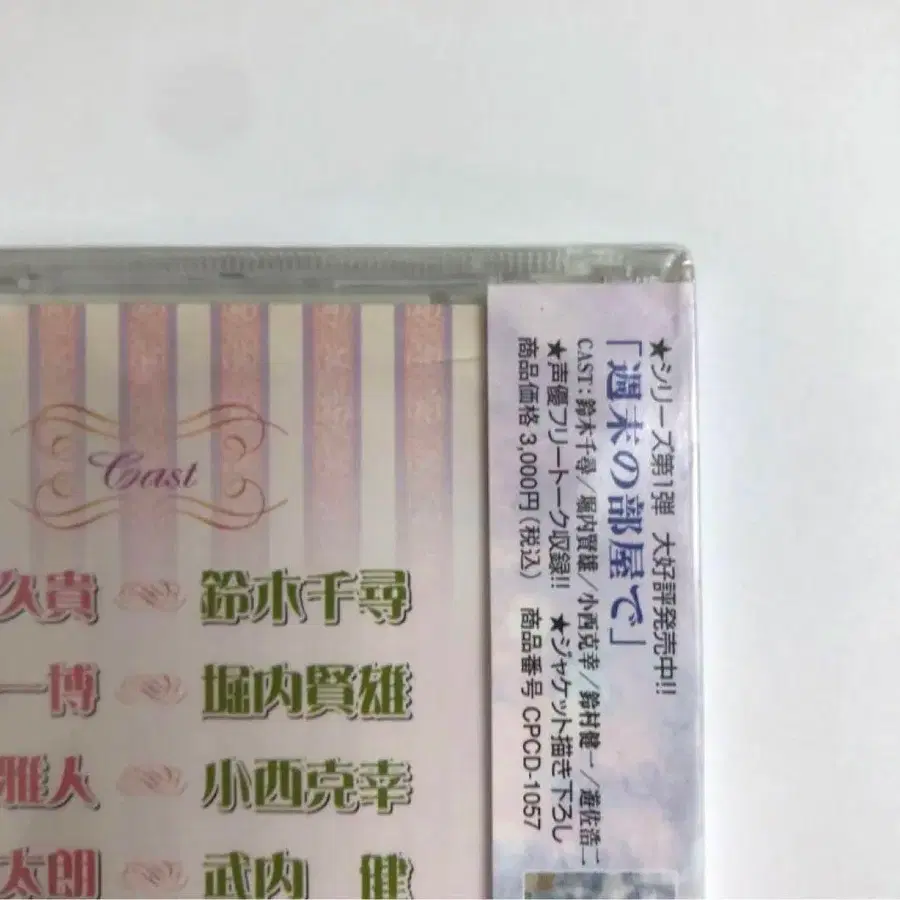 Cast
久貴 鈴木千尋
一博 堀内賢雄
雅人 小西克幸
太朗 武内 健
★シリーズ第1弾 大好評発売中!!
「週末の部屋で」
CAST:鈴木千尋/堀内賢雄/小西克幸/鈴村健一/遊佐浩二
★声優フリートーク収録!! ★ジャケット描き下ろし
商品価格 3,000円(税込) 商品番号 CPCD-1057